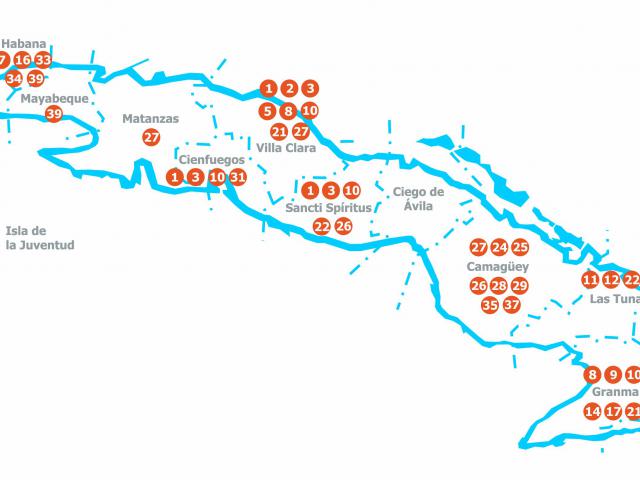 Habana
7 16 33
34 39
Mayabeque
39
Matanzas
27
1 2 3
5 8 10
21 27
Villa Clara
Cienfuegos
1 3 10 31
1 3 10
Sancti Spíritus
22 26
Ciego de
Ávila
Isla de
la Juventud
27 24 25
Camagüey
26 28 29
35 37
11 12 22
Las Tuna
8 9 10
Granma
14 17 21